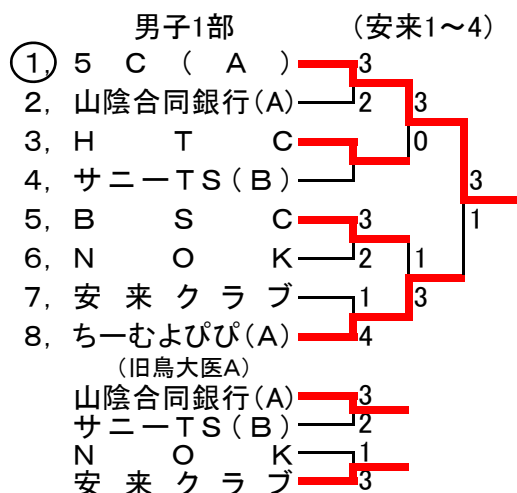 男子1部 (安来1～4)
1, 5 C ( A ) 3
2, 山陰合同銀行(A) 2 3
3, H T C 0
4, サニーTS(B) 3
5, B S C 3 1
6, N O K 2 1
7, 安来クラブ 1 3
8, ちーむよぴぴ(A) 4
(旧鳥大医A)
山陰合同銀行(A) 3
サニーTS(B) 2
N O K 1
安来クラブ 3